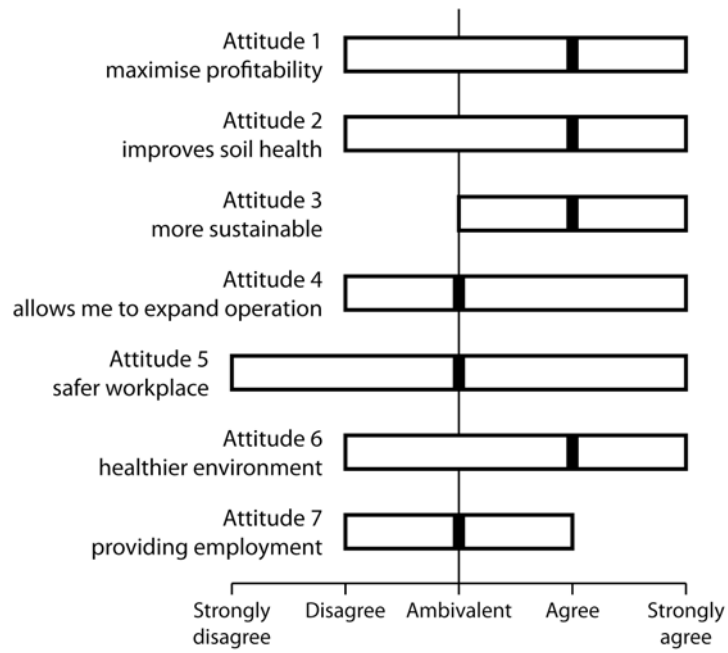 Attitude 1
maximise profitability
Attitude 2
improves soil health
Attitude 3
more sustainable
Attitude 4
allows me to expand operation
Attitude 5
safer workplace
Attitude 6
healthier environment
Attitude 7
providing employment
Strongly disagree
Disagree
Ambivalent
Agree
Strongly agree